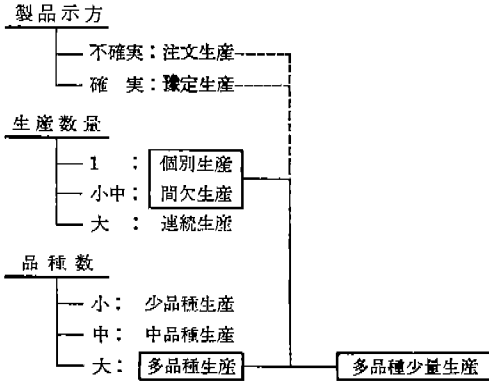 製品示方
不確実：注文生産
確 実：豫定生産
生産数量
1 ： 個別生産
小中： 間欠生産
大 ： 連続生産
品種数
小： 少品種生産
中： 中品種生産
大： 多品種生産
多品種少量生産